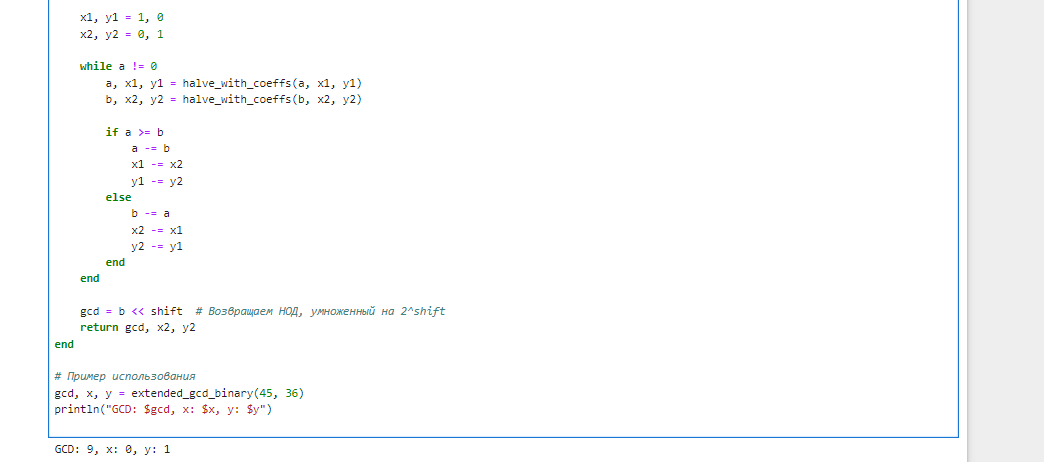 x1, y1 = 1, 0
x2, y2 = 0, 1
while a != 0
a, x1, y1 = halve_with_coeffs(a, x1, y1)
b, x2, y2 = halve_with_coeffs(b, x2, y2)
if a >= b
a -= b
x1 -= x2
y1 -= y2
else
b -= a
x2 -= x1
y2 -= y1
end
end
gcd = b << shift  # Возвращаем НОД, умноженный на 2^shift
return gcd, x2, y2
end
# Пример использования
gcd, x, y = extended_gcd_binary(45, 36)
println("GCD: $gcd, x: $x, y: $y")
GCD: 9, x: 0, y: 1